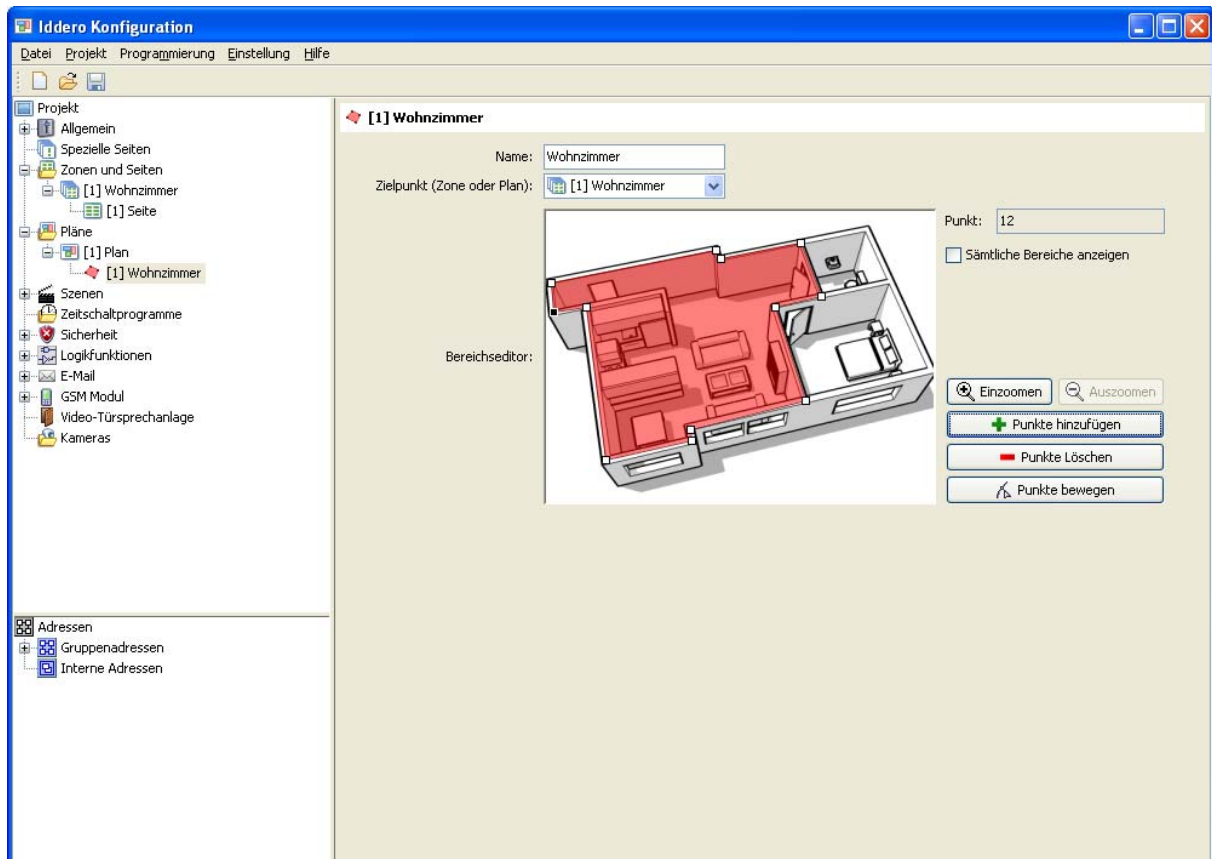 Iddero Konfiguration
Datei Projekt Programmierung Einstellung Hilfe
Projekt
Allgemein
Spezielle Seiten
Zonen und Seiten
[1] Wohnzimmer
[1] Seite
Pläne
[1] Plan
[1] Wohnzimmer
Szenen
Zeitschaltprogramme
Sicherheit
Logikfunktionen
E-Mail
GSM Modul
Video-Türsprechanlage
Kameras
Adressen
Gruppenadressen
Interne Adressen
[1] Wohnzimmer
Name: Wohnzimmer
Zielpunkt (Zone oder Plan): [1] Wohnzimmer
Bereichseditor:
Punkt: 12
Sämtliche Bereiche anzeigen
Einzoomen Auszoomen
Punkte hinzufügen
Punkte Löschen
Punkte bewegen